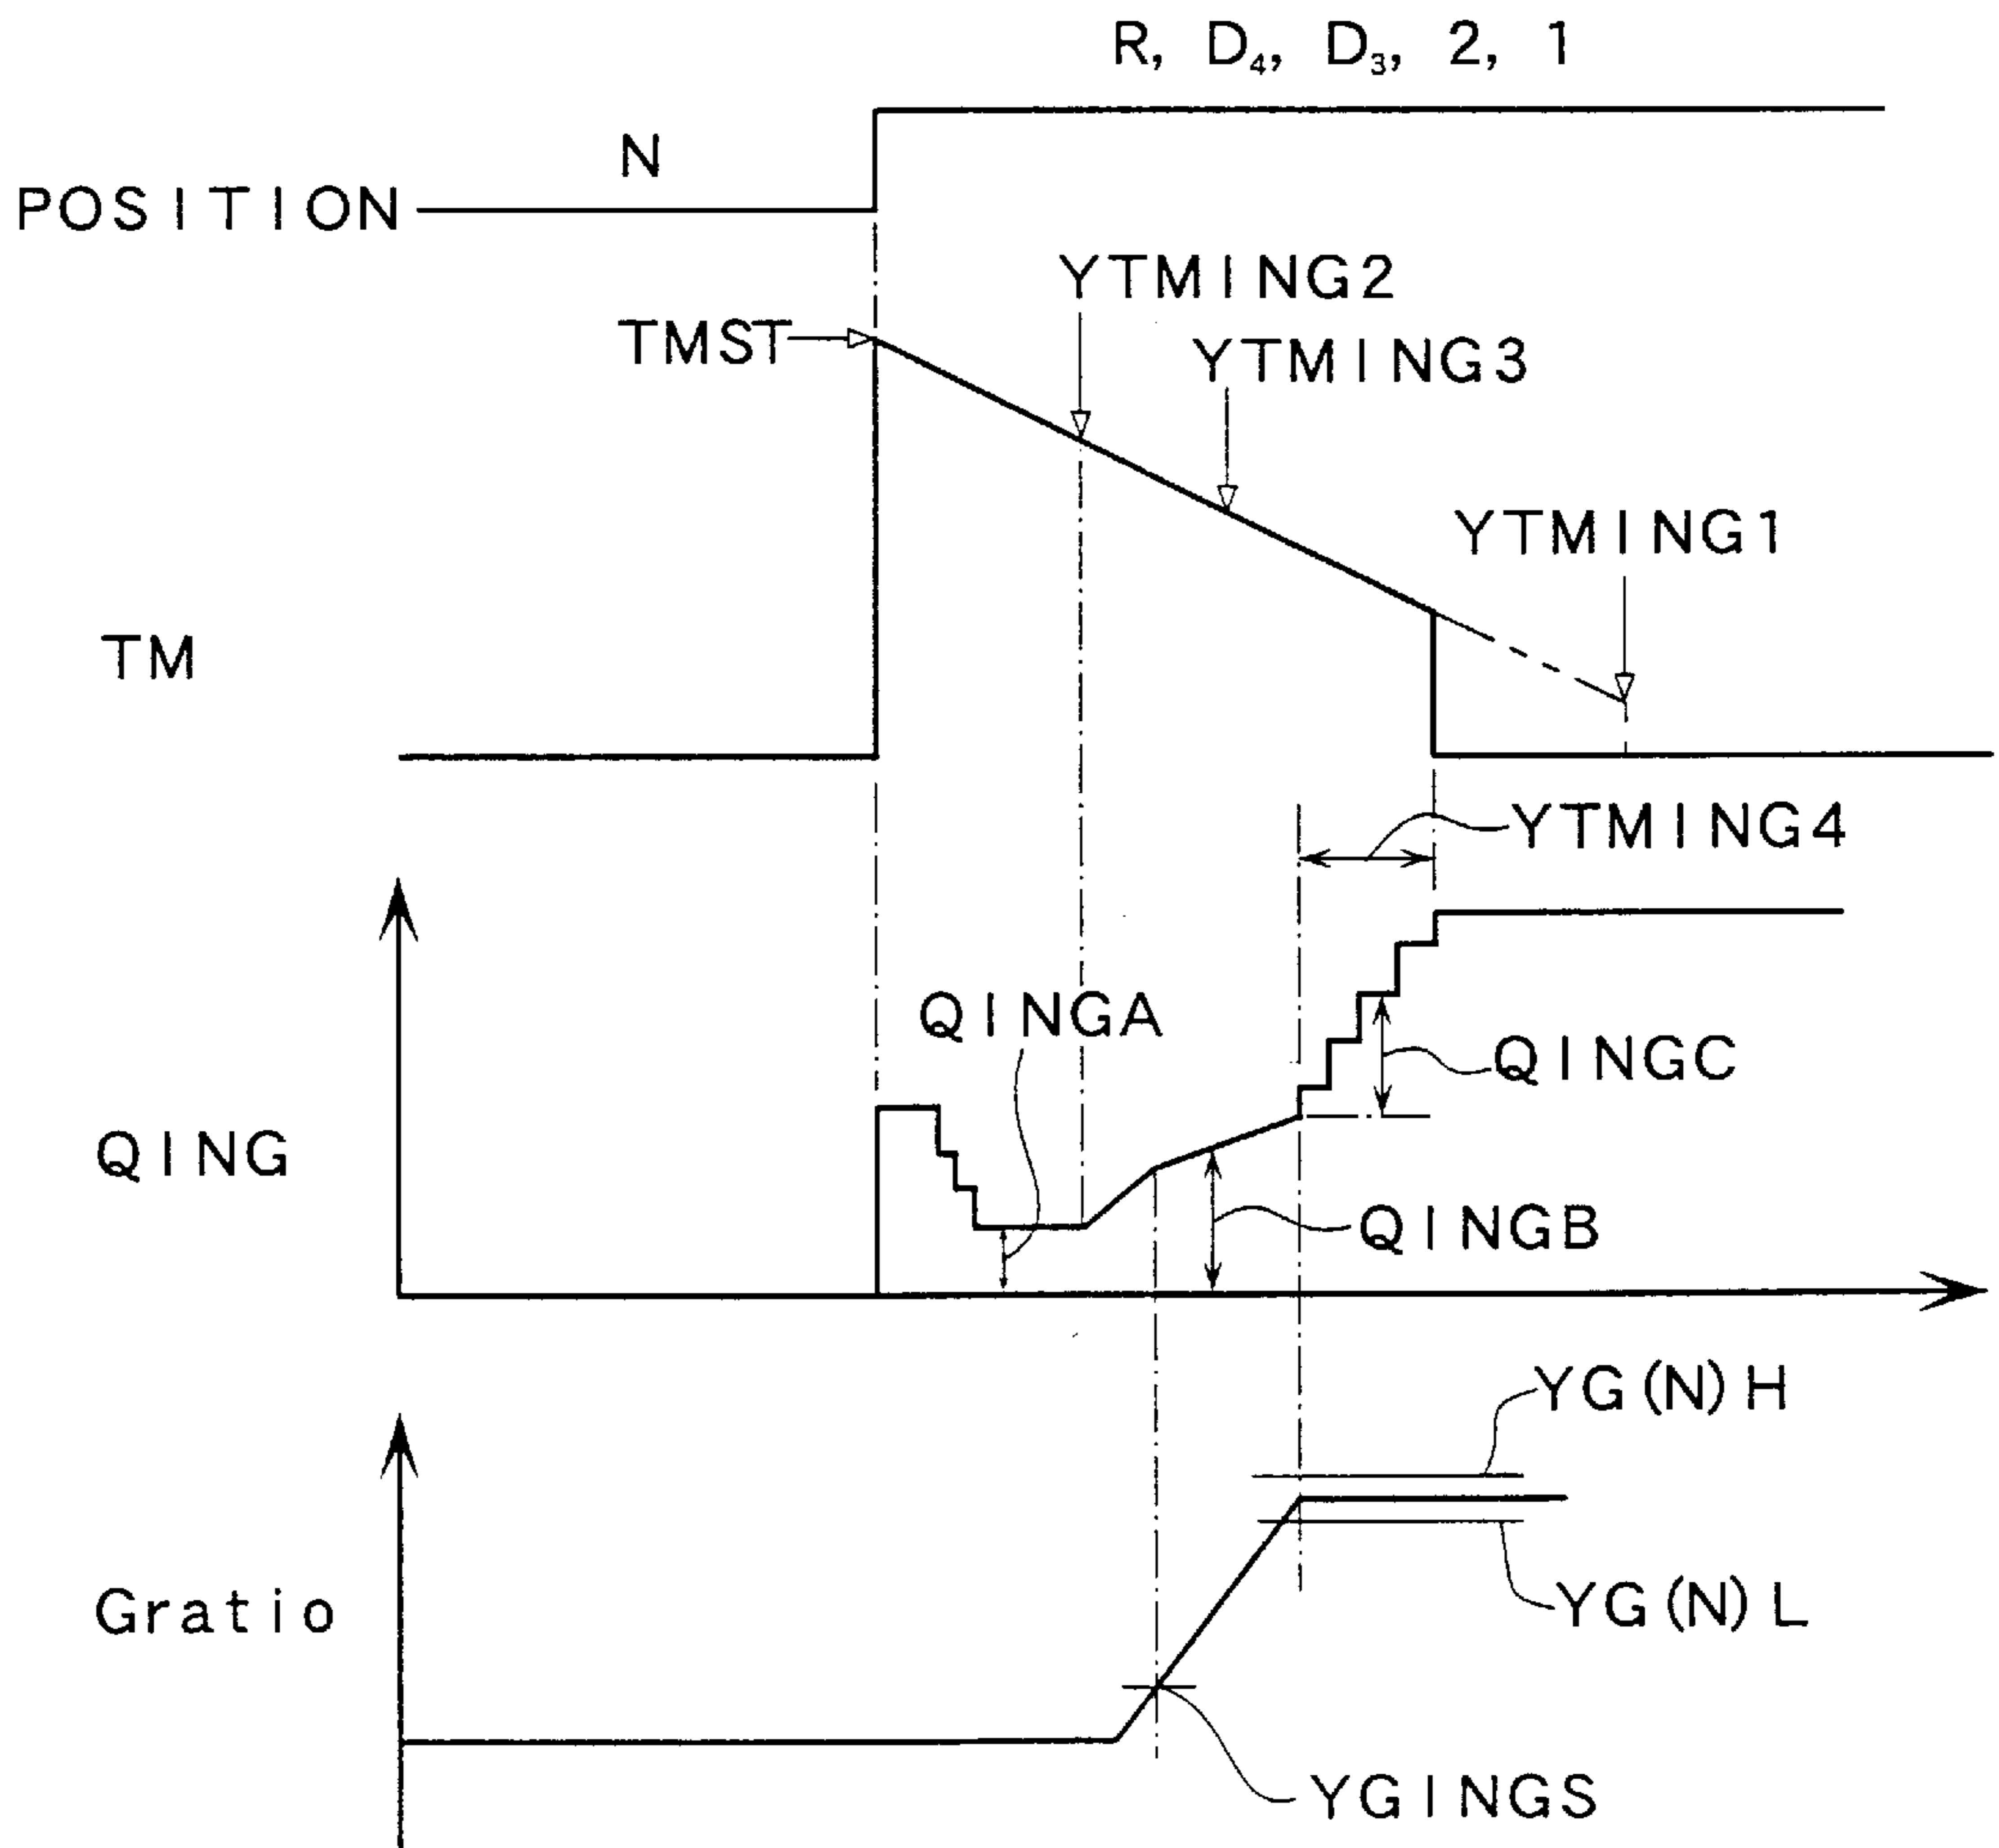 R, D₄, D₃, 2, 1
N
POSITION
YTMING2
TMST
YTMING3
YTMING1
TM
YTMING4
QINGA
QINGC
QING
QINGB
YG(N)H
Gratio
YG(N)L
YGINGS